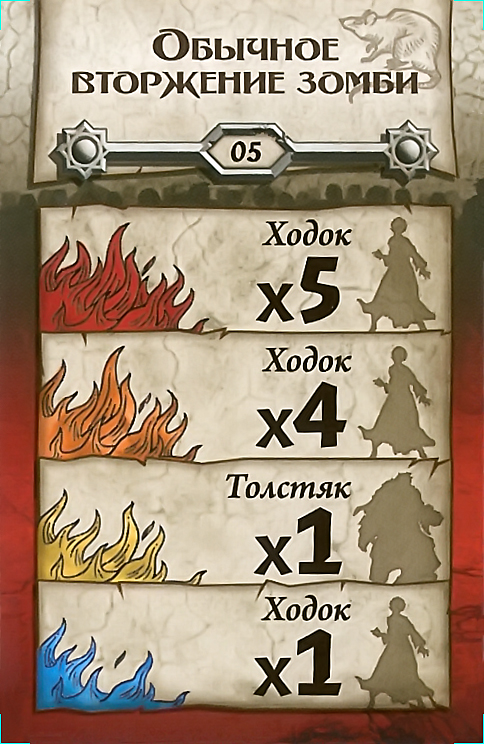 Обычное
вторжение зомби
05
Ходок
x5
Ходок
x4
Толстяк
x1
Ходок
x1